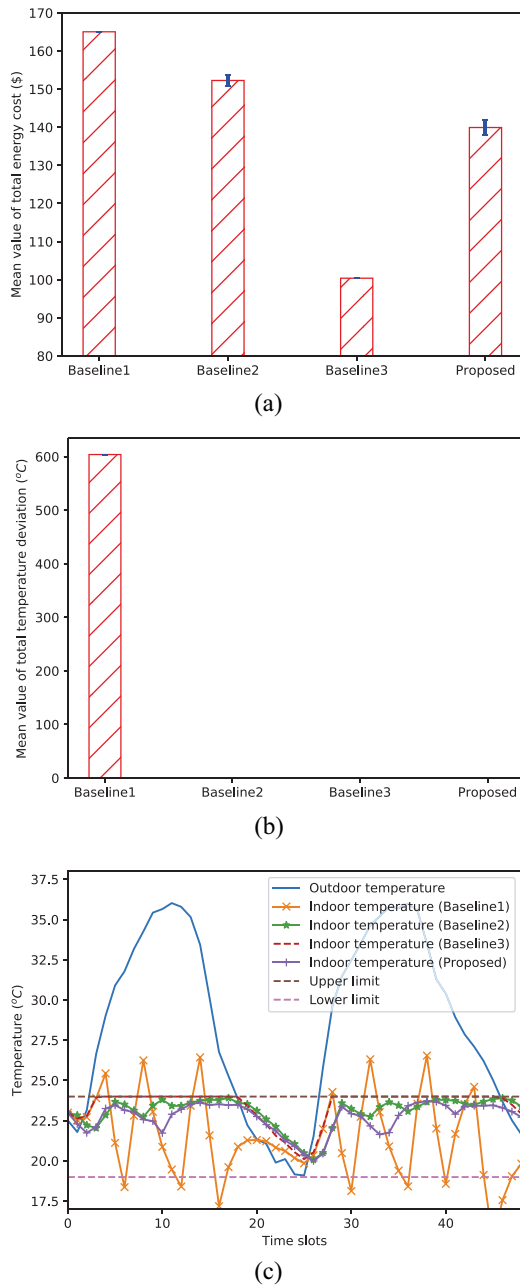 170
160
150
140
130
120
110
100
90
80
Mean value of total energy cost ($)
Baseline1 Baseline2 Baseline3 Proposed
(a)
600
500
400
300
200
100
0
Mean value of total temperature deviation (°C)
Baseline1 Baseline2 Baseline3 Proposed
(b)
37.5
35.0
32.5
30.0
27.5
25.0
22.5
20.0
17.5
Temperature (°C)
Outdoor temperature
Indoor temperature (Baseline1)
Indoor temperature (Baseline2)
Indoor temperature (Baseline3)
Indoor temperature (Proposed)
Upper limit
Lower limit
0 10 20 30 40
Time slots
(c)